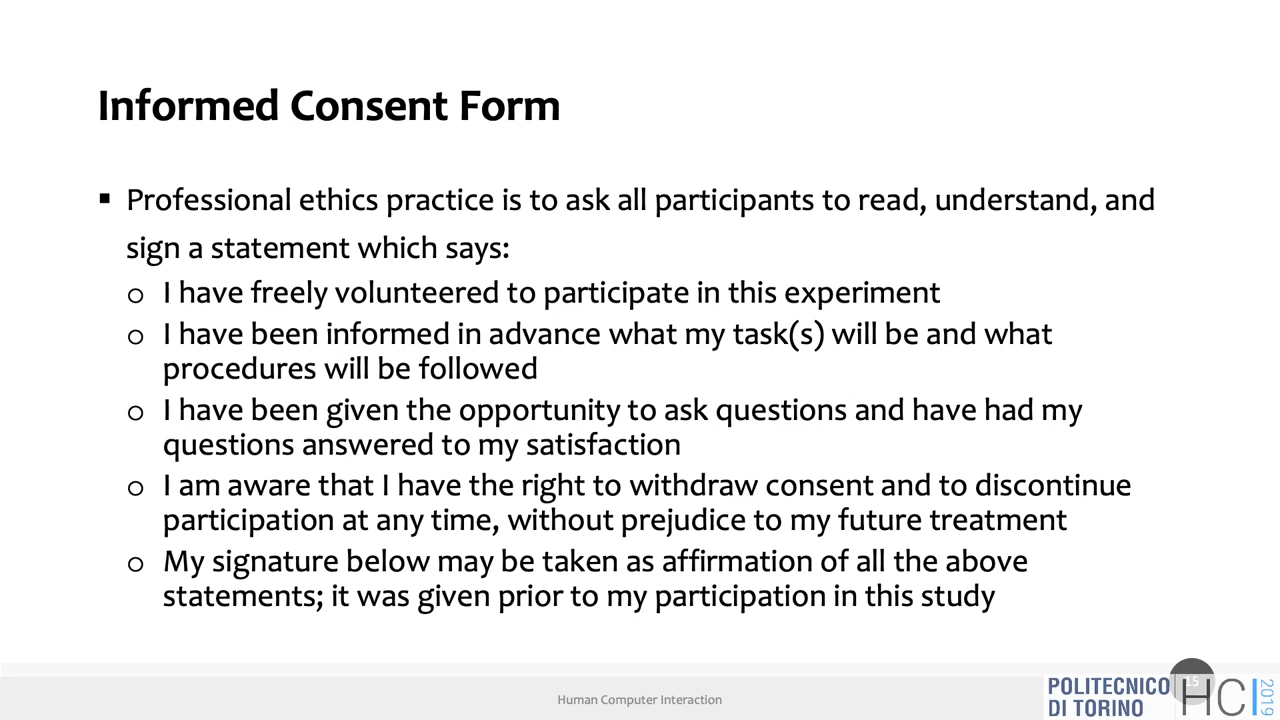 Informed Consent Form
▪ Professional ethics practice is to ask all participants to read, understand, and
sign a statement which says:
o I have freely volunteered to participate in this experiment
o I have been informed in advance what my task(s) will be and what
procedures will be followed
o I have been given the opportunity to ask questions and have had my
questions answered to my satisfaction
o I am aware that I have the right to withdraw consent and to discontinue
participation at any time, without prejudice to my future treatment
o My signature below may be taken as affirmation of all the above
statements; it was given prior to my participation in this study
Human Computer Interaction
POLITECNICO
DI TORINO
15
HCI
2019